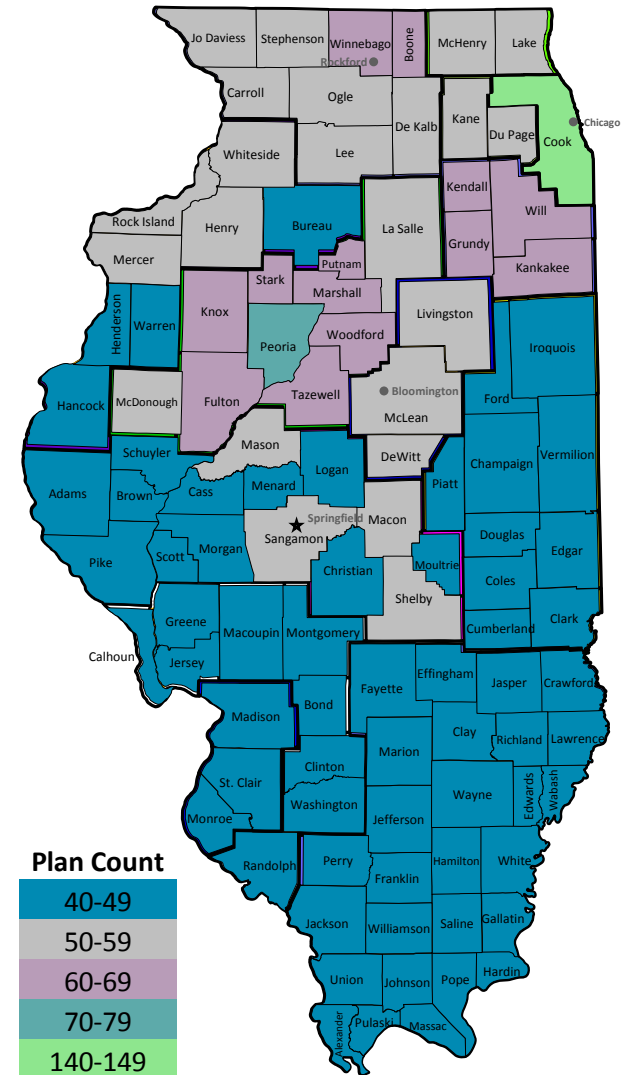 Jo Daviess
Stephenson
Winnebago
Boone
McHenry
Lake
Rockford
Carroll
Ogle
De Kalb
Kane
Du Page
Cook
Chicago
Whiteside
Lee
Kendall
Will
Rock Island
Henry
Bureau
La Salle
Grundy
Mercer
Putnam
Kankakee
Stark
Marshall
Henderson
Warren
Knox
Peoria
Woodford
Livingston
Iroquois
Hancock
McDonough
Fulton
Tazewell
Bloomington
McLean
Ford
Mason
Schuyler
Logan
DeWitt
Champaign
Vermilion
Adams
Brown
Cass
Menard
Piatt
Springfield
Macon
Sangamon
Douglas
Edgar
Pike
Scott
Morgan
Christian
Moultrie
Coles
Shelby
Greene
Macoupin
Montgomery
Cumberland
Clark
Calhoun
Jersey
Effingham
Jasper
Crawford
Fayette
Madison
Bond
Clay
Richland
Lawrence
Marion
St. Clair
Clinton
Wayne
Edwards
Wabash
Monroe
Washington
Jefferson
Randolph
Perry
Hamilton
White
Franklin
Jackson
Williamson
Saline
Gallatin
Union
Johnson
Pope
Hardin
Alexander
Pulaski
Massac
Plan Count
40-49
50-59
60-69
70-79
140-149